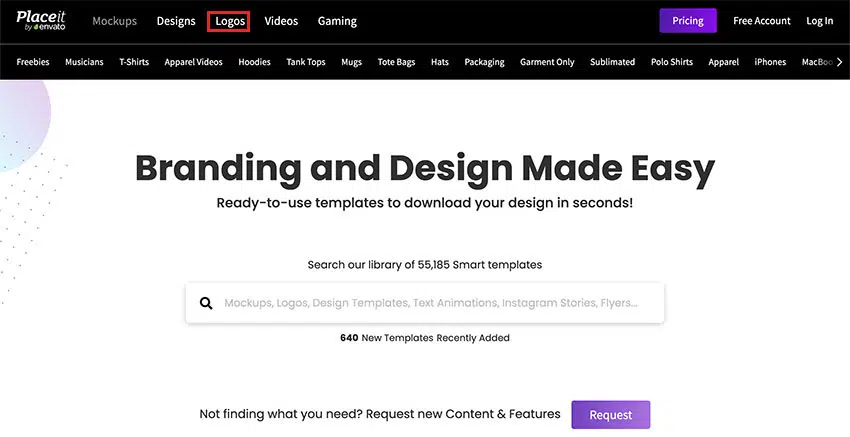 Placeit Mockups Designs Logos Videos Gaming Pricing Free Account Log In
by envato
Freebies Musicians T-Shirts Apparel Videos Hoodies Tank Tops Mugs Tote Bags Hats Packaging Garment Only Sublimated Polo Shirts Apparel iPhones MacBoo
Branding and Design Made Easy
Ready-to-use templates to download your design in seconds!
Search our library of 55,185 Smart templates
Mockups, Logos, Design Templates, Text Animations, Instagram Stories, Flyers...
640 New Templates Recently Added
Not finding what you need? Request new Content & Features Request